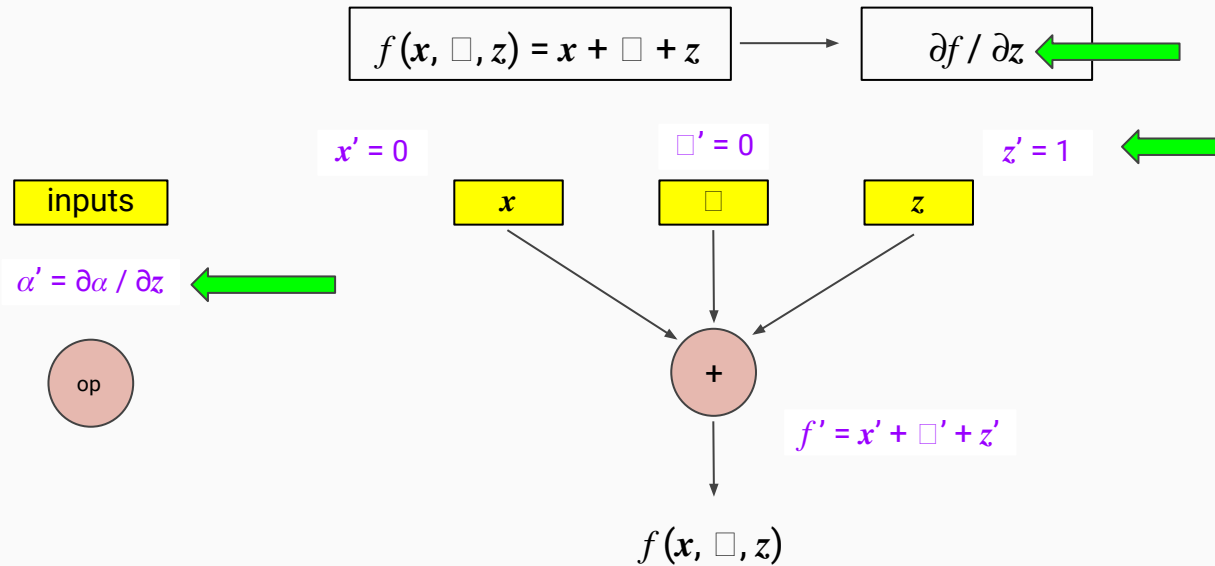 f(x, □, z) = x + □ + z
∂f / ∂z
x’ = 0
□’ = 0
z’ = 1
inputs
x
□
z
α’ = ∂α / ∂z
op
+
f’ = x’ + □’ + z’
f(x, □, z)